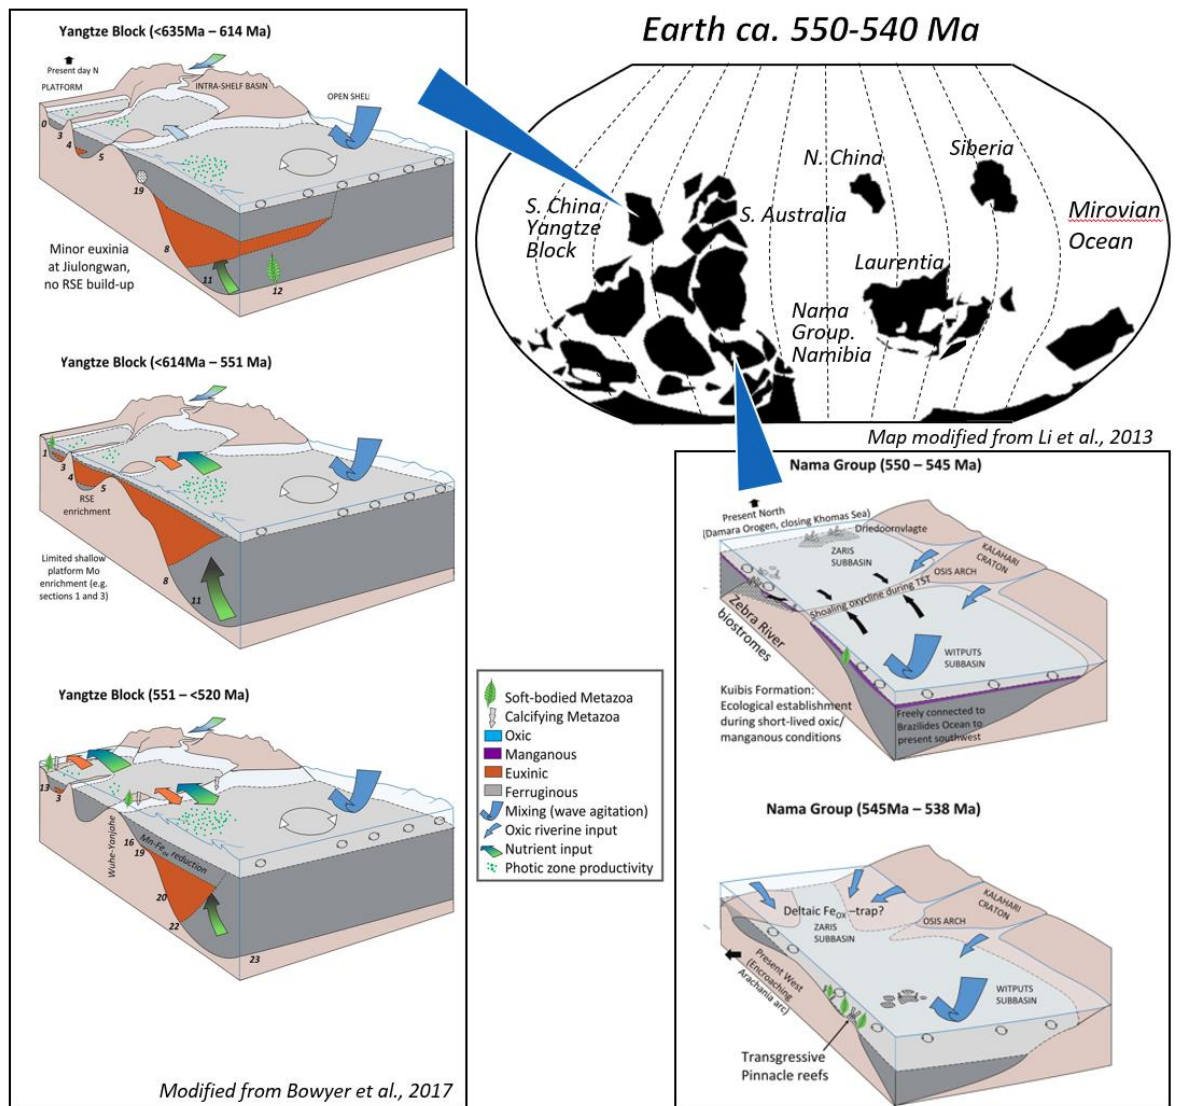 Yangtze Block (<635Ma – 614 Ma)
Present day N
PLATFORM
INTRA-SHELF BASIN
OPEN SHEL
0
3
4
5
19
8
11
12
Minor euxinia
at Jiulongwan,
no RSE build-up
Yangtze Block (<614Ma – 551 Ma)
1
3
4
5
RSE
enrichment
8
11
Limited shallow
platform Mo
enrichment (e.g.
sections 1 and 3)
Yangtze Block (551 – <520 Ma)
13
3
Wuhe-Yanjiahe
Mn-Feox reduction
16
19
20
22
23
Modified from Bowyer et al., 2017
Earth ca. 550-540 Ma
S. China
Yangtze
Block
S. Australia
N. China
Siberia
Mirovian
Ocean
Laurentia
Nama
Group.
Namibia
Map modified from Li et al., 2013
Soft-bodied Metazoa
Calcifying Metazoa
Oxic
Manganous
Euxinic
Ferruginous
Mixing (wave agitation)
Oxic riverine input
Nutrient input
Photic zone productivity
Nama Group (550 – 545 Ma)
Present North
(Damara Orogen, closing Khomas Sea)
Driedoornvlagte
ZARIS
SUBBASIN
KALAHARI
CRATON
OSIS ARCH
Shoaling oxycline during TST
Zebra River
biostromes
WITPUTS
SUBBASIN
Kuibis Formation:
Ecological establishment
during short-lived oxic/
manganous conditions
Freely connected to
Brazilides Ocean to
present southwest
Nama Group (545Ma – 538 Ma)
Deltaic FeOX –trap?
ZARIS
SUBBASIN
OSIS ARCH
KALAHARI
CRATON
Present West
(Encroaching
Arachania arc)
WITPUTS
SUBBASIN
Transgressive
Pinnacle reefs